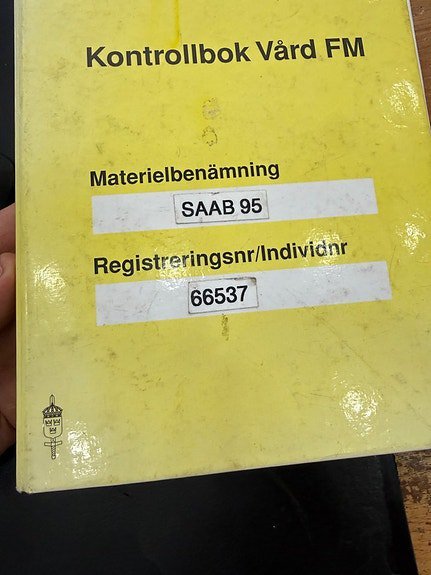 Kontrollbok Vård FM
Materielbenämning
SAAB 95
Registreringsnr/Individnr
66537